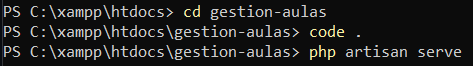 PS C:\xampp\htdocs> cd gestion-aulas
PS C:\xampp\htdocs\gestion-aulas> code .
PS C:\xampp\htdocs\gestion-aulas> php artisan serve